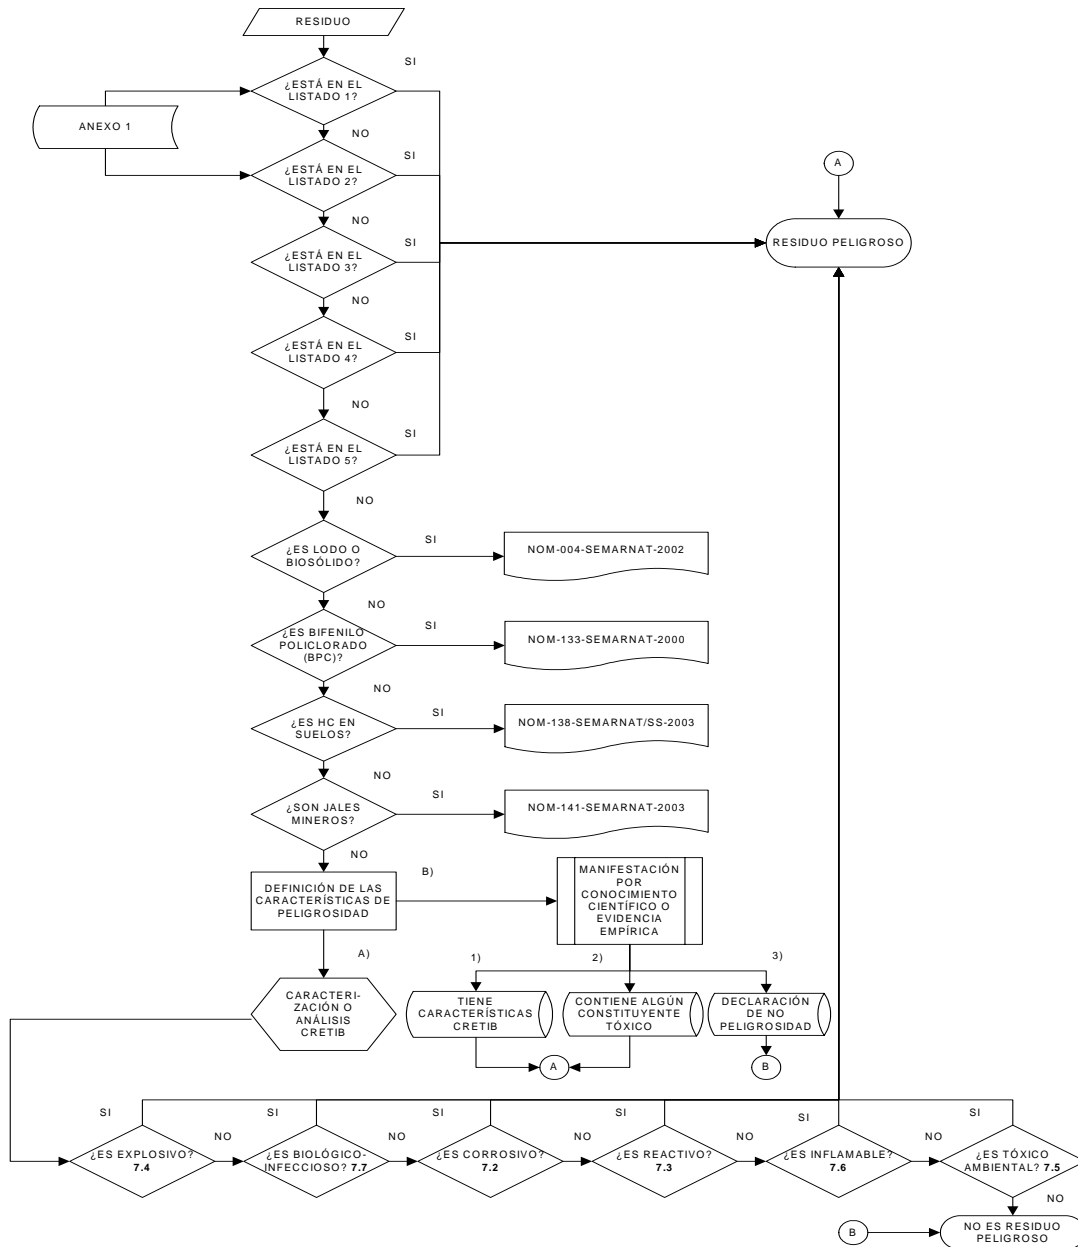 RESIDUO
SI
¿ESTÁ EN EL
LISTADO 1?
ANEXO 1
NO
SI
¿ESTÁ EN EL
LISTADO 2?
A
NO
SI
RESIDUO PELIGROSO
¿ESTÁ EN EL
LISTADO 3?
NO
SI
¿ESTÁ EN EL
LISTADO 4?
NO
SI
¿ESTÁ EN EL
LISTADO 5?
NO
SI
¿ES LODO O
BIOSÓLIDO?
NOM-004-SEMARNAT-2002
NO
SI
¿ES BIFENILO
POLICLORADO
(BPC)?
NOM-133-SEMARNAT-2000
NO
SI
¿ES HC EN
SUELOS?
NOM-138-SEMARNAT/SS-2003
NO
SI
¿SON JALES
MINEROS?
NOM-141-SEMARNAT-2003
NO
B)
DEFINICIÓN DE LAS
CARACTERÍSTICAS DE
PELIGROSIDAD
MANIFESTACIÓN
POR
CONOCIMIENTO
CIENTÍFICO O
EVIDENCIA
EMPÍRICA
A)
1)
2)
3)
CARACTERI-
ZACIÓN O
ANÁLISIS
CRETIB
TIENE
CARACTERÍSTICAS
CRETIB
CONTIENE ALGÚN
CONSTITUYENTE
TÓXICO
DECLARACIÓN
DE NO
PELIGROSIDAD
A
B
SI
¿ES EXPLOSIVO?
7.4
NO
SI
¿ES BIOLÓGICO-
INFECCIOSO? 7.7
NO
SI
¿ES CORROSIVO?
7.2
NO
SI
¿ES REACTIVO?
7.3
NO
SI
¿ES INFLAMABLE?
7.6
NO
SI
¿ES TÓXICO
AMBIENTAL? 7.5
NO
B
NO ES RESIDUO
PELIGROSO